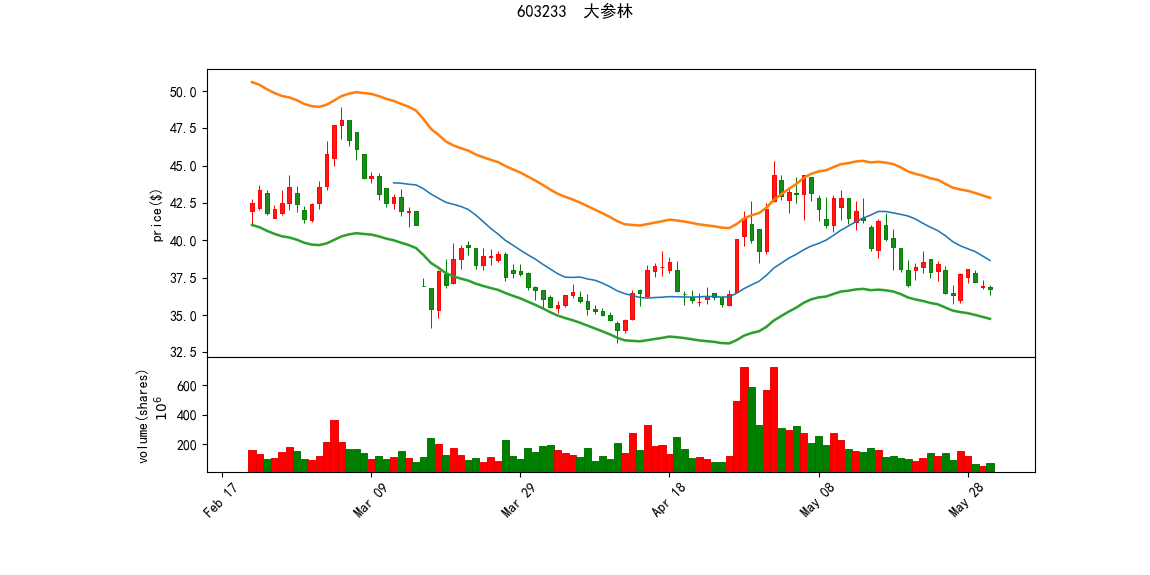 603233 大参林
price($)
50.0
47.5
45.0
42.5
40.0
37.5
35.0
32.5
volume(shares)
10^6
600
400
200
Feb 17
Mar 09
Mar 29
Apr 18
May 08
May 28